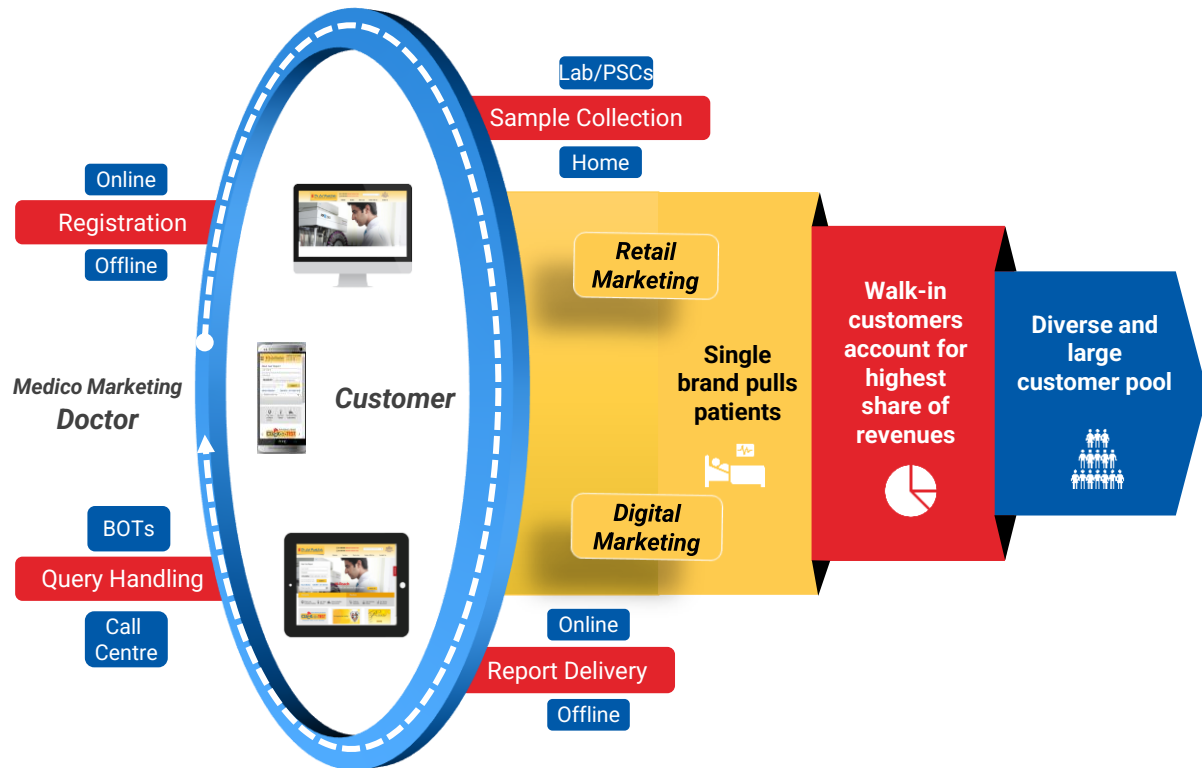 Lab/PSCs
Sample Collection
Home
Online
Registration
Offline
Medico Marketing
Doctor
Customer
BOTs
Query Handling
Call
Centre
Retail
Marketing
Digital
Marketing
Single
brand pulls
patients
Walk-in
customers
account for
highest
share of
revenues
Diverse and
large
customer pool
Online
Report Delivery
Offline